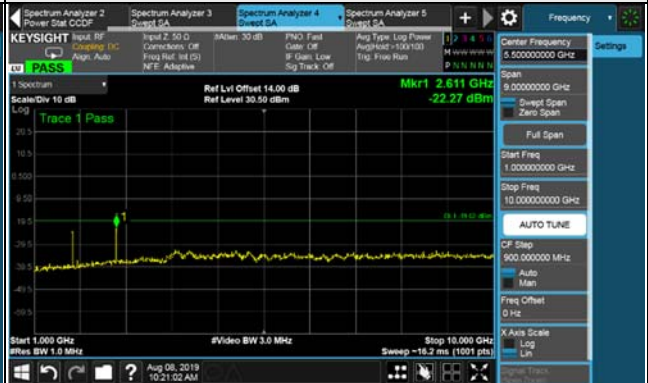 Spectrum Analyzer 2
Power Stat CCDF
Spectrum Analyzer 3
Swept SA
Spectrum Analyzer 4
Swept SA
Spectrum Analyzer 5
Swept SA
+
Frequency
KEYSIGHT
Input: RF
Coupling: DC
Align: Auto
Input Z: 50 Ω
Corrections: Off
Freq Ref: Int (S)
NFE: Adaptive
#Atten: 30 dB
PNO: Fast
Gate: Off
IF Gain: Low
Sig Track: Off
Avg Type: Log Power
Avg|Hold:>100/100
Trig: Free Run
1 2 3 4 5 6
M W W W W W
P N N N N N
LU
PASS
1 Spectrum
Scale/Div 10 dB
Log
Ref Lvl Offset 14.00 dB
Ref Level 30.50 dBm
Mkr1 2.611 GHz
-22.27 dBm
Trace 1 Pass
20.5
10.5
0.500
-9.50
-19.5
-29.5
-39.5
-49.5
-59.5
1
Start 1.000 GHz
#Res BW 1.0 MHz
#Video BW 3.0 MHz
Stop 10.000 GHz
Sweep ~16.2 ms (1001 pts)
Aug 08, 2019
10:21:02 AM
?
Center Frequency
5.500000000 GHz
Settings
Span
9.00000000 GHz
Swept Span
Zero Span
Full Span
Start Freq
1.000000000 GHz
Stop Freq
10.000000000 GHz
AUTO TUNE
CF Step
900.000000 MHz
Auto
Man
Freq Offset
0 Hz
X Axis Scale
Log
Lin
Signal Track